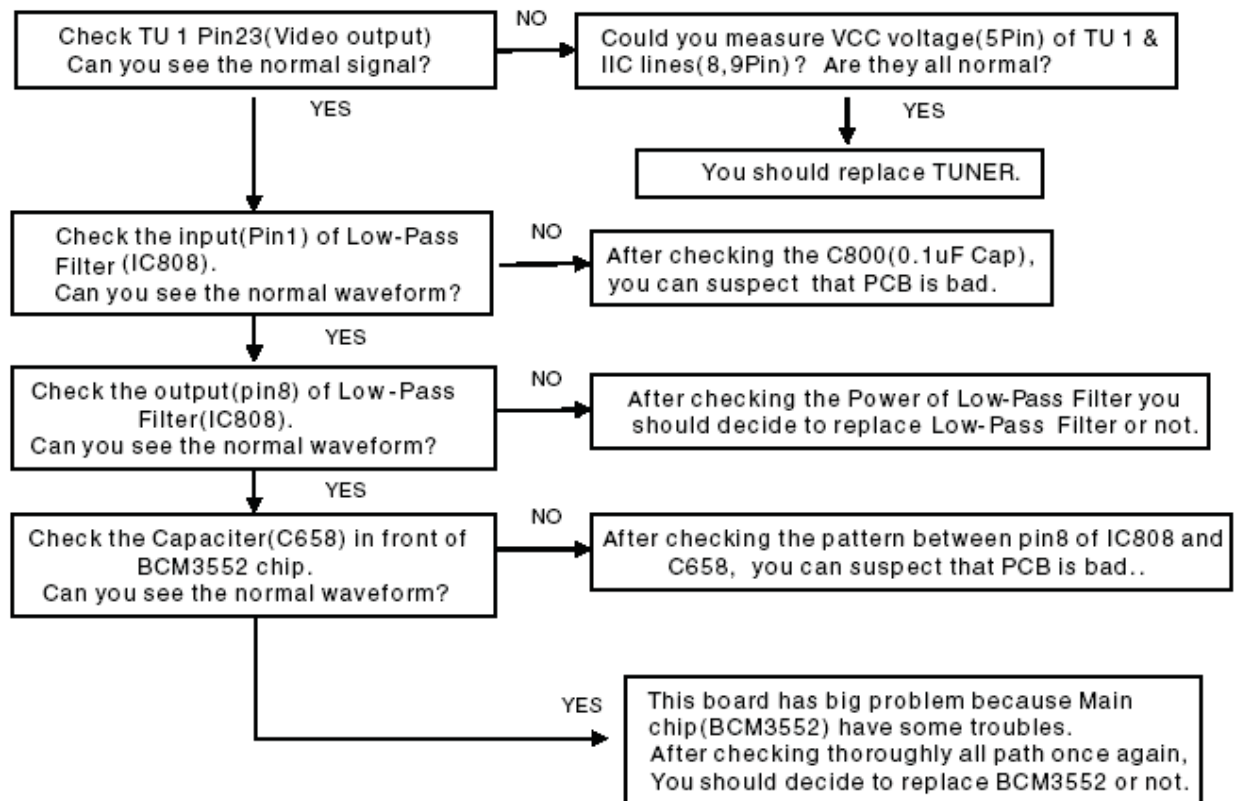 Check TU 1 Pin23(Video output)
Can you see the normal signal?
NO
Could you measure VCC voltage(5Pin) of TU 1 &
IIC lines(8,9Pin)? Are they all normal?
YES
YES
You should replace TUNER.
Check the input(Pin1) of Low-Pass
Filter (IC808).
Can you see the normal waveform?
NO
After checking the C800(0.1uF Cap),
you can suspect that PCB is bad.
YES
Check the output(pin8) of Low-Pass
Filter(IC808).
Can you see the normal waveform?
NO
After checking the Power of Low-Pass Filter you
should decide to replace Low-Pass Filter or not.
YES
Check the Capaciter(C658) in front of
BCM3552 chip.
Can you see the normal waveform?
NO
After checking the pattern between pin8 of IC808 and
C658, you can suspect that PCB is bad..
YES
This board has big problem because Main
chip(BCM3552) have some troubles.
After checking thoroughly all path once again,
You should decide to replace BCM3552 or not.